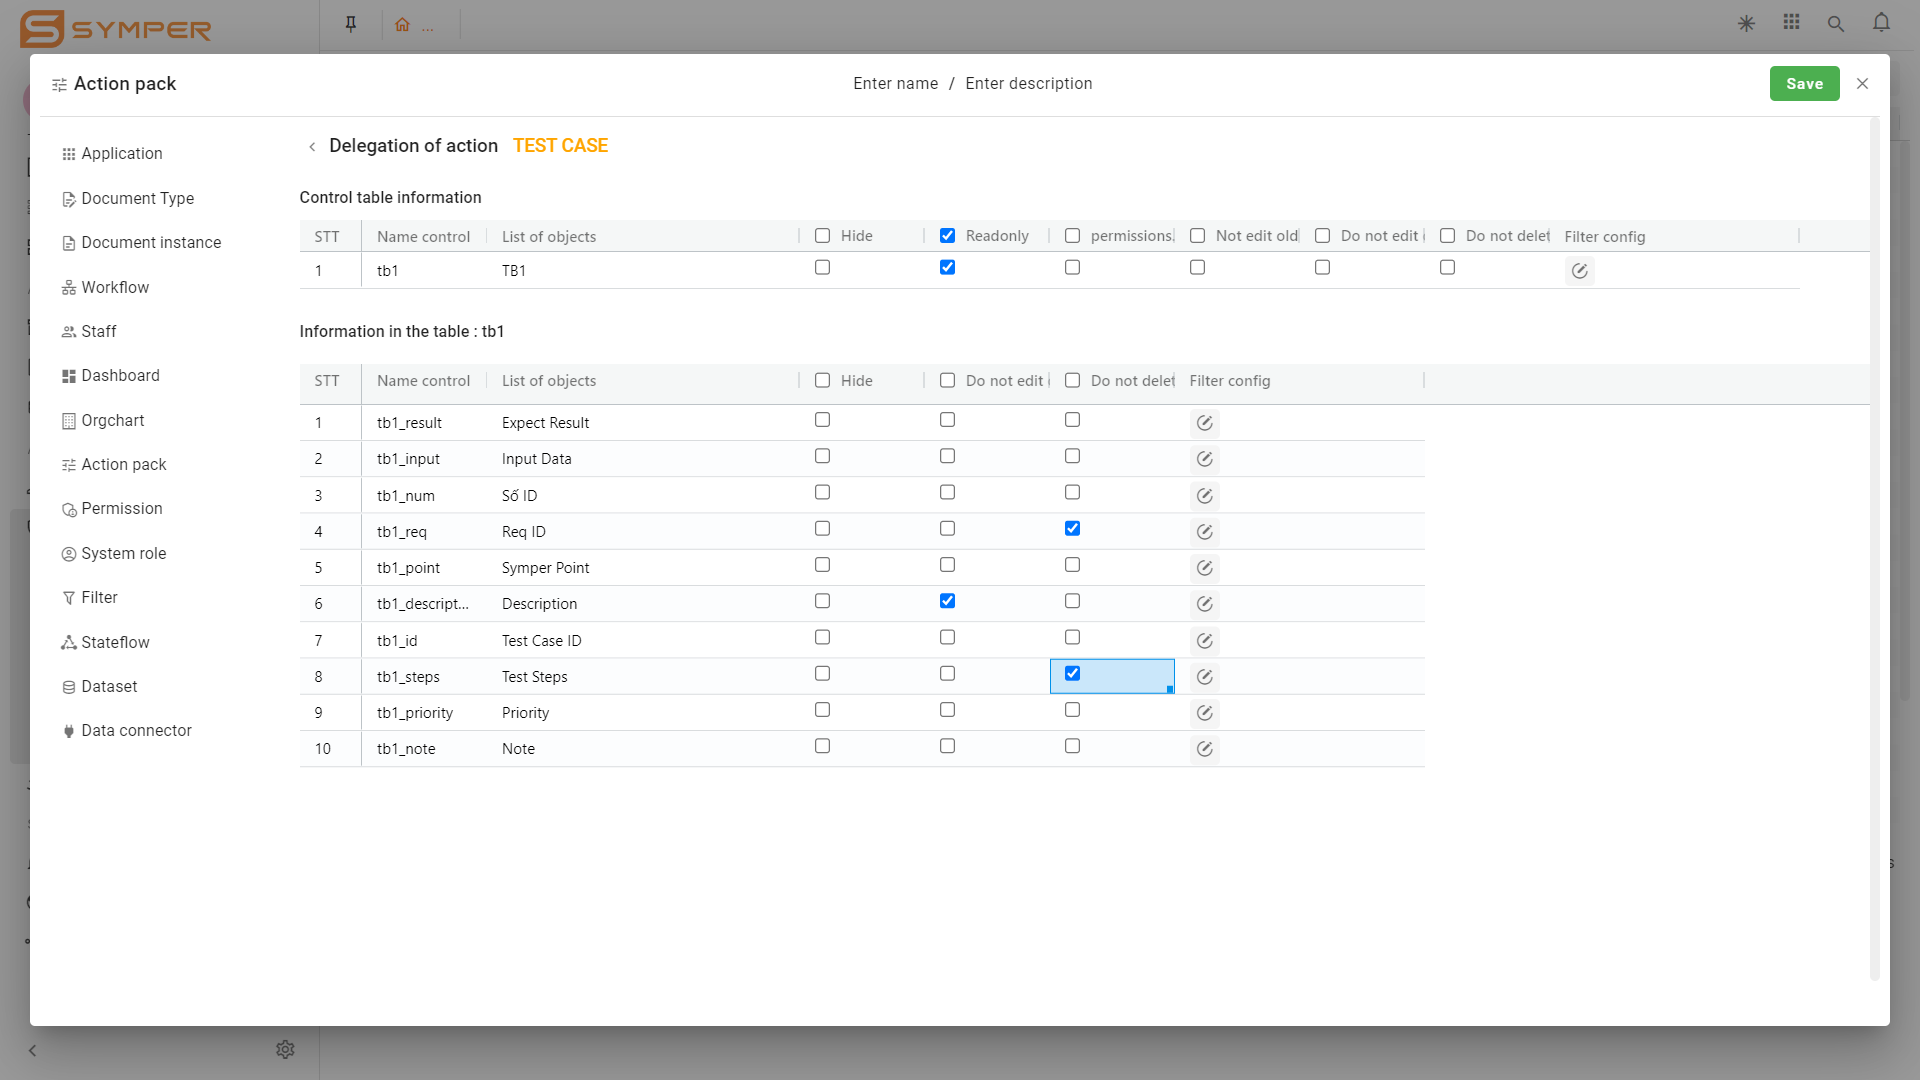 SYMPER
...
Action pack
Enter name / Enter description
Save
Application
Document Type
Document instance
Workflow
Staff
Dashboard
Orgchart
Action pack
Permission
System role
Filter
Stateflow
Dataset
Data connector
Delegation of action TEST CASE
Control table information
STT Name control List of objects Hide Readonly permissions. Not edit old Do not edit Do not delet Filter config
1 tb1 TB1
Information in the table : tb1
STT Name control List of objects Hide Do not edit Do not delet Filter config
1 tb1_result Expect Result
2 tb1_input Input Data
3 tb1_num Số ID
4 tb1_req Req ID
5 tb1_point Symper Point
6 tb1_descript... Description
7 tb1_id Test Case ID
8 tb1_steps Test Steps
9 tb1_priority Priority
10 tb1_note Note